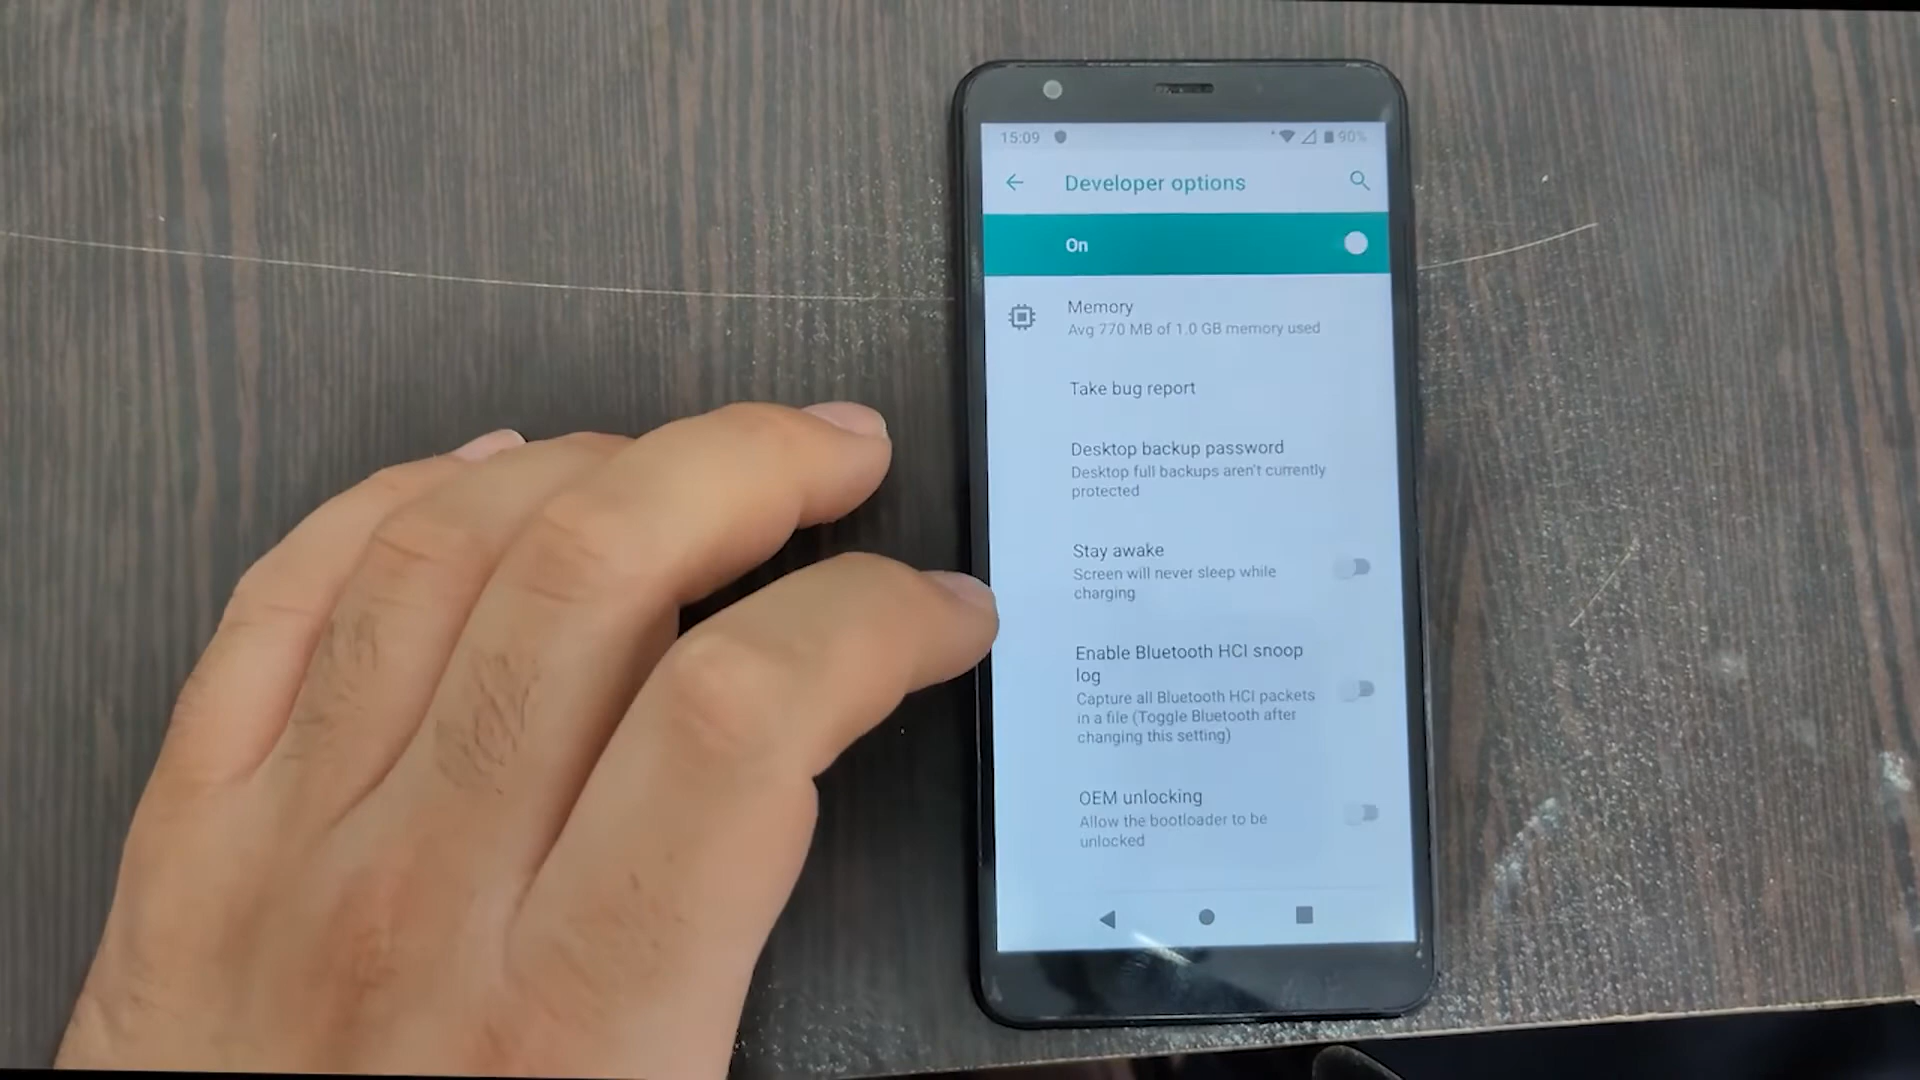 15:09
90%
Developer options
On
Memory
Avg 770 MB of 1.0 GB memory used
Take bug report
Desktop backup password
Desktop full backups aren't currently
protected
Stay awake
Screen will never sleep while
charging
Enable Bluetooth HCI snoop
log
Capture all Bluetooth HCI packets
in a file (Toggle Bluetooth after
changing this setting)
OEM unlocking
Allow the bootloader to be
unlocked